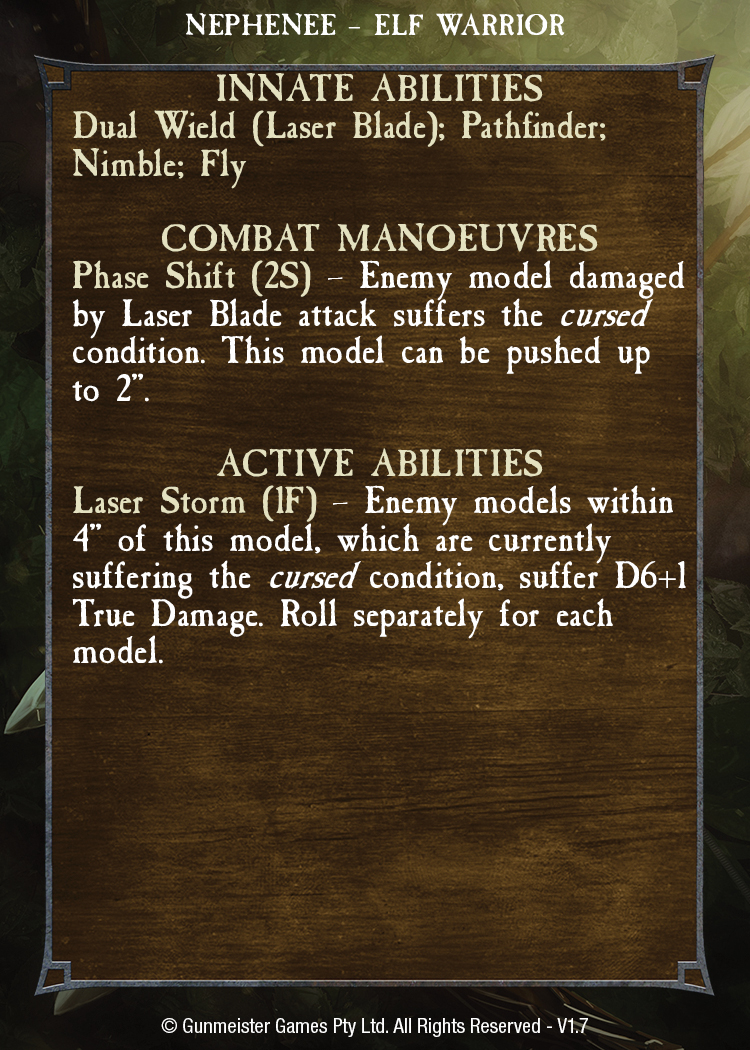 NEPHENEE – ELF WARRIOR
INNATE ABILITIES
Dual Wield (Laser Blade); Pathfinder;
Nimble; Fly
COMBAT MANOEUVRES
Phase Shift (2S) – Enemy model damaged
by Laser Blade attack suffers the cursed
condition. This model can be pushed up
to 2”.
ACTIVE ABILITIES
Laser Storm (1F) – Enemy models within
4” of this model, which are currently
suffering the cursed condition, suffer D6+1
True Damage. Roll separately for each
model.
© Gunmeister Games Pty Ltd. All Rights Reserved - V1.7